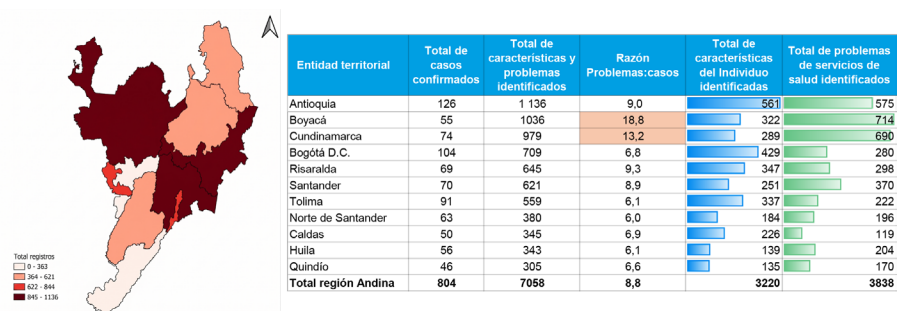 Total registros
0 - 363
364 - 621
622 - 844
845 - 1136
Entidad territorial | Total de casos confirmados | Total de características y problemas identificados | Razón Problemas:casos | Total de características del Individuo identificadas | Total de problemas de servicios de salud identificados
Antioquia 126 1 136 9,0 561 575
Boyacá 55 1036 18,8 322 714
Cundinamarca 74 979 13,2 289 690
Bogótá D.C. 104 709 6,8 429 280
Risaralda 69 645 9,3 347 298
Santander 70 621 8,9 251 370
Tolima 91 559 6,1 337 222
Norte de Santander 63 380 6,0 184 196
Caldas 50 345 6,9 226 119
Huila 56 343 6,1 139 204
Quindío 46 305 6,6 135 170
Total región Andina 804 7058 8,8 3220 3838